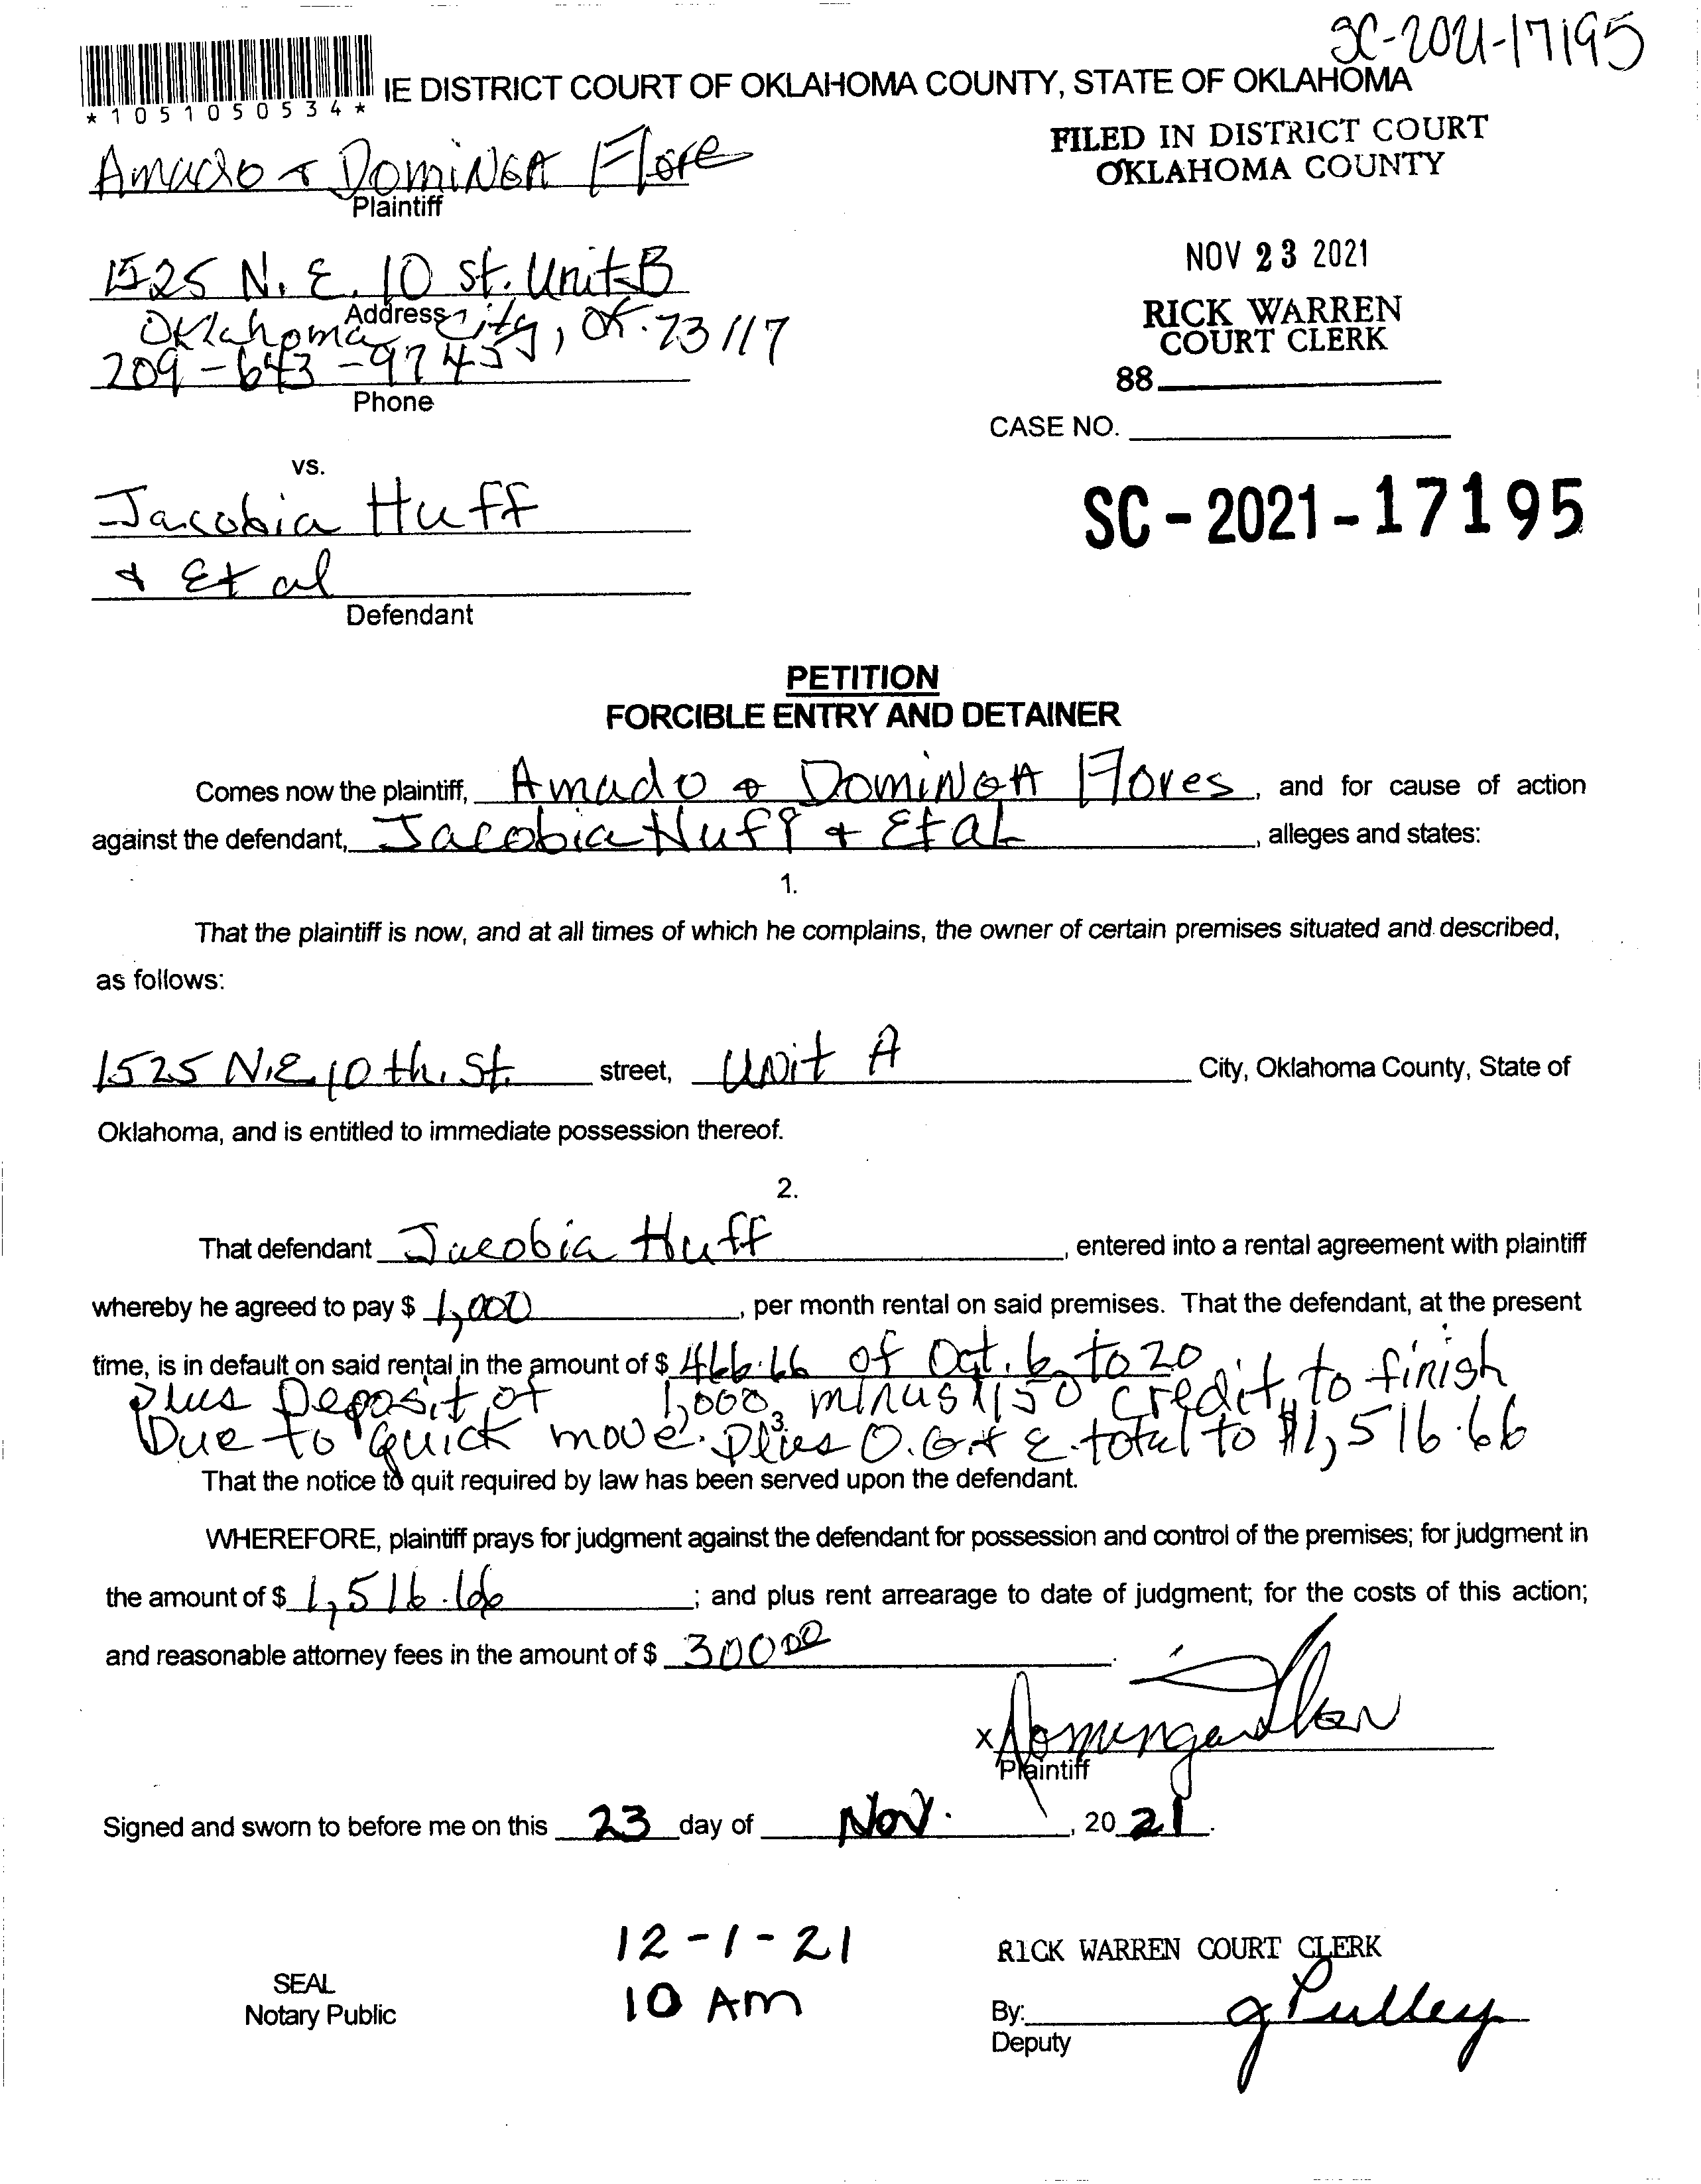 SC-2021-17195
IE DISTRICT COURT OF OKLAHOMA COUNTY, STATE OF OKLAHOMA
*1051050534*
FILED IN DISTRICT COURT
OKLAHOMA COUNTY
Amado & DomiNGA Flore
Plaintiff
NOV 23 2021
1525 N. E. 10 St. Unit B
Address
Oklahoma City, OK. 73117
RICK WARREN
COURT CLERK
209-643-9745
Phone
88
CASE NO.
vs.
Jacobia Huff
SC-2021-17195
& Et al
Defendant
PETITION
FORCIBLE ENTRY AND DETAINER
Comes now the plaintiff, Amado & DomiNGA Flores, and for cause of action
against the defendant, Jacobia Huff & Et al, alleges and states:
1.
That the plaintiff is now, and at all times of which he complains, the owner of certain premises situated and described,
as follows:
1525 N.E. 10th. St. street, Unit A City, Oklahoma County, State of
Oklahoma, and is entitled to immediate possession thereof.
2.
That defendant Jacobia Huff, entered into a rental agreement with plaintiff
whereby he agreed to pay $ 1,000, per month rental on said premises. That the defendant, at the present
time, is in default on said rental in the amount of $ 466.66 of Oct. 6 to 20
plus Deposit of 1,000 minus 150 credit, to finish
3.
Due to quick move. Plus O.G & E. total to $1,516.66
That the notice to quit required by law has been served upon the defendant.
WHEREFORE, plaintiff prays for judgment against the defendant for possession and control of the premises; for judgment in
the amount of $ 1,516.66; and plus rent arrearage to date of judgment; for the costs of this action;
and reasonable attorney fees in the amount of $ 300 00.
x Dominga Flores
Plaintiff
Signed and sworn to before me on this 23 day of Nov., 20 21.
12-1-21
10 AM
RICK WARREN COURT CLERK
SEAL
Notary Public
By: g Pulley
Deputy